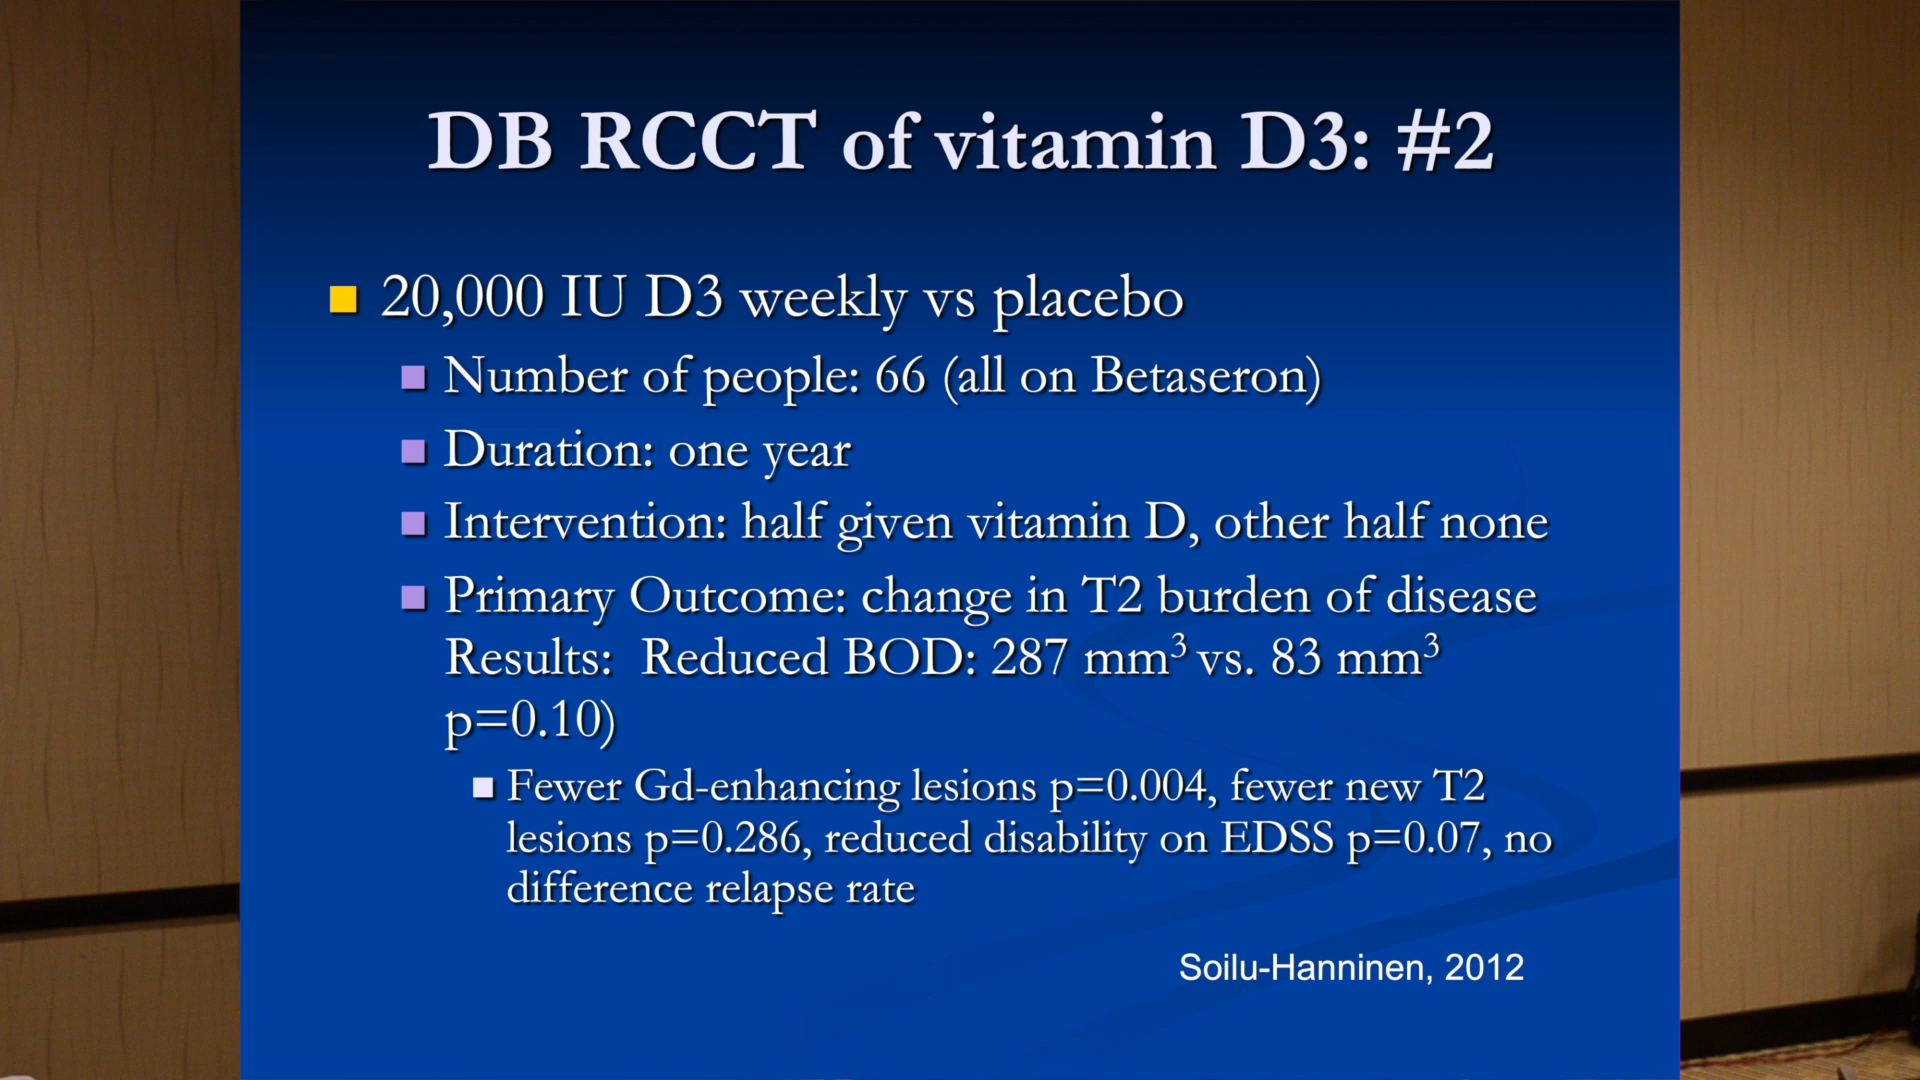 DB RCCT of vitamin D3: #2
20,000 IU D3 weekly vs placebo
Number of people: 66 (all on Betaseron)
Duration: one year
Intervention: half given vitamin D, other half none
Primary Outcome: change in T2 burden of disease
Results: Reduced BOD: 287 mm³ vs. 83 mm³
p=0.10)
Fewer Gd-enhancing lesions p=0.004, fewer new T2
lesions p=0.286, reduced disability on EDSS p=0.07, no
difference relapse rate
Soilu-Hanninen, 2012